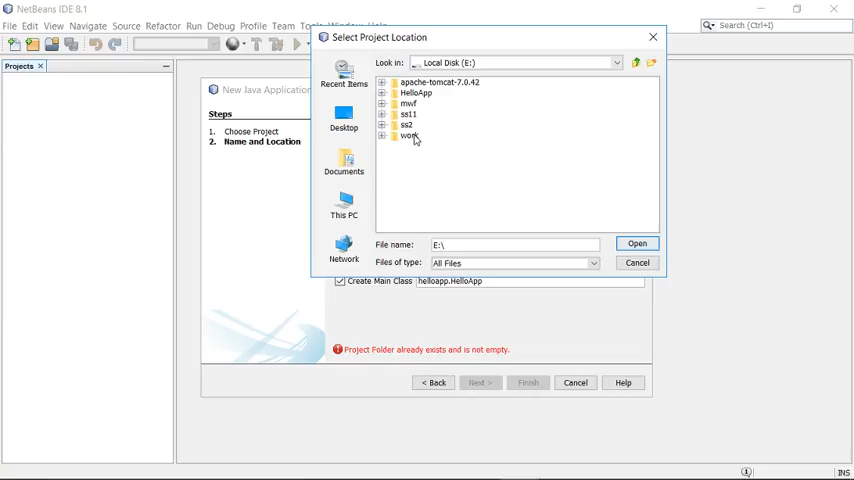 NetBeans IDE 8.1
File Edit View Navigate Source Refactor Run Debug Profile Team Tools Window Help
Search (Ctrl+I)
Projects
New Java Application
Steps
1. Choose Project
2. Name and Location
Select Project Location
Look in: Local Disk (E:)
Recent Items
Desktop
Documents
This PC
Network
apache-tomcat-7.0.42
HelloApp
mwf
ss11
ss2
work
File name: E:\
Open
Files of type: All Files
Cancel
Create Main Class helloapp.HelloApp
Project Folder already exists and is not empty.
< Back Next > Finish Cancel Help
INS